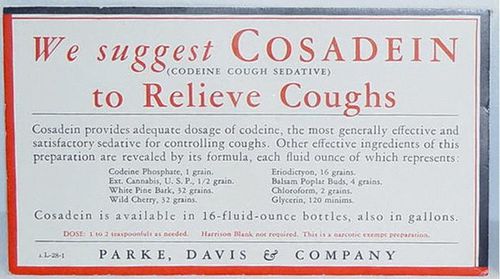 We suggest COSADEIN
(CODEINE COUGH SEDATIVE)
to Relieve Coughs
Cosadein provides adequate dosage of codeine, the most generally effective and
satisfactory sedative for controlling coughs. Other effective ingredients of this
preparation are revealed by its formula, each fluid ounce of which represents:
Codeine Phosphate, 1 grain.
Ext. Cannabis, U. S. P., 1/2 grain.
White Pine Bark, 32 grains.
Wild Cherry, 32 grains.
Eriodictyon, 16 grains.
Balsam Poplar Buds, 4 grains.
Chloroform, 2 grains.
Glycerin, 120 minims.
Cosadein is available in 16-fluid-ounce bottles, also in gallons.
DOSE: 1 to 2 teaspoonfuls as needed. Harrison Blank not required. This is a narcotic exempt preparation.
PARKE, DAVIS & COMPANY